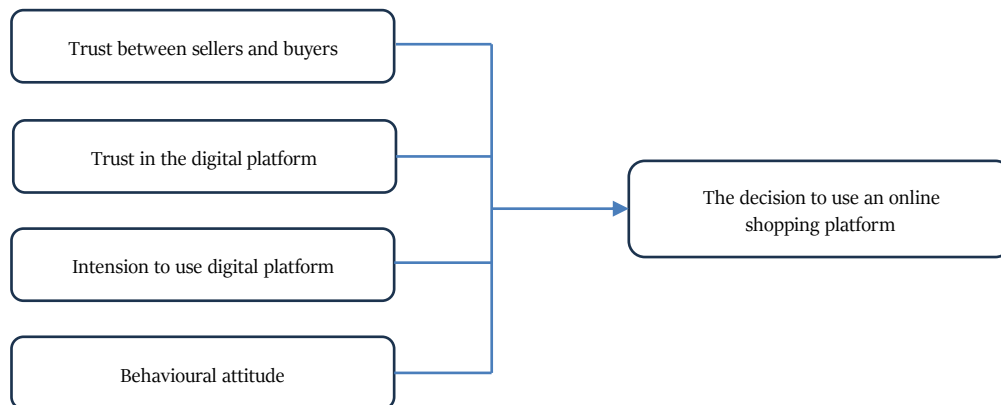 Trust between sellers and buyers
Trust in the digital platform
Intension to use digital platform
Behavioural attitude
The decision to use an online
shopping platform